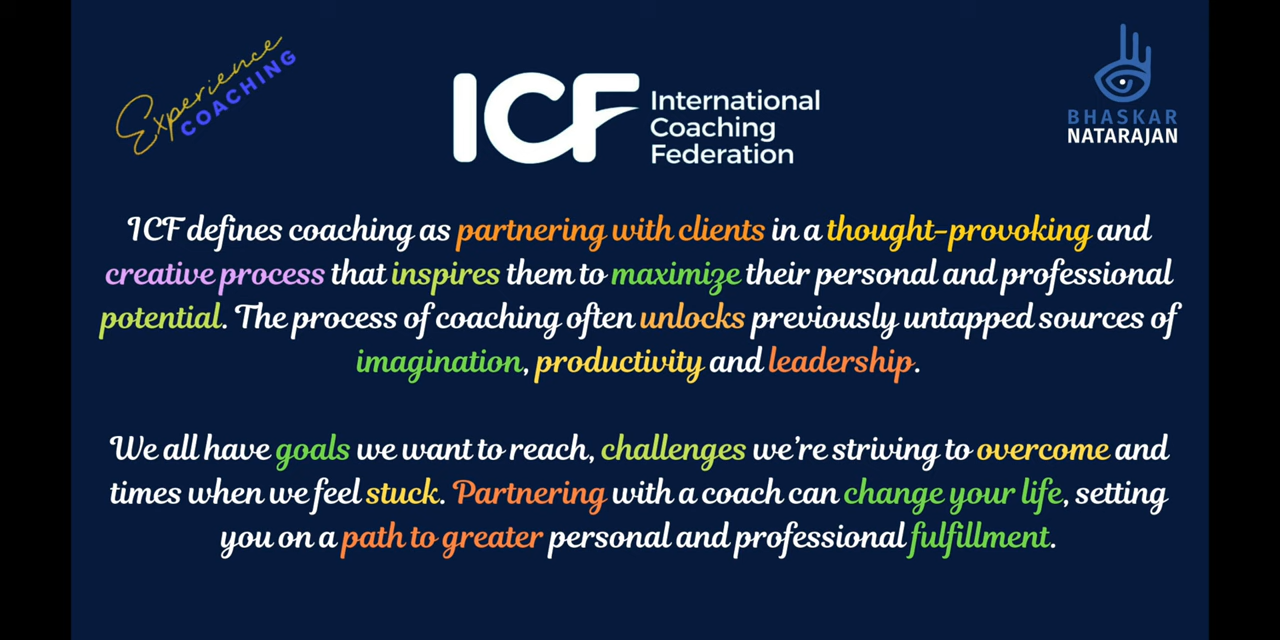 Experience
COACHING
ICF
International
Coaching
Federation
BHASKAR
NATARAJAN
ICF defines coaching as partnering with clients in a thought-provoking and
creative process that inspires them to maximize their personal and professional
potential. The process of coaching often unlocks previously untapped sources of
imagination, productivity and leadership.
We all have goals we want to reach, challenges we're striving to overcome and
times when we feel stuck. Partnering with a coach can change your life, setting
you on a path to greater personal and professional fulfillment.